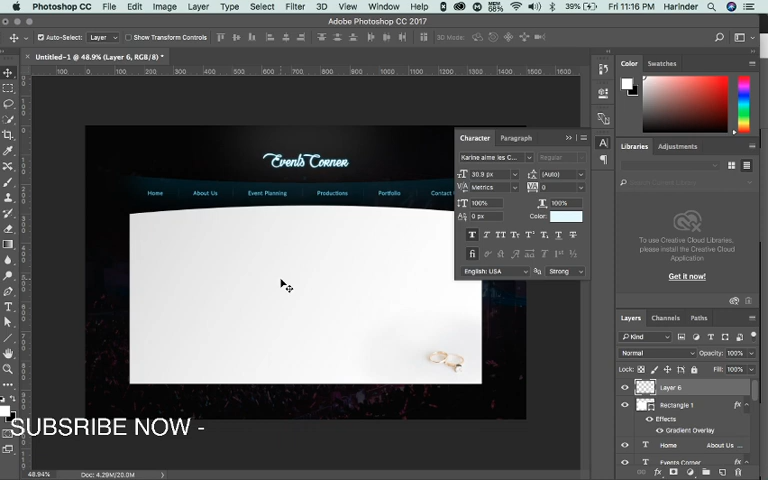 Photoshop CC File Edit Image Layer Type Select Filter 3D View Window Help 39% Fri 11:16 PM Harinder
Adobe Photoshop CC 2017
Auto-Select: Layer Show Transform Controls 3D Mode:
Untitled-1 @ 48.9% (Layer 6, RGB/8) *
Color Swatches
Character Paragraph
Karine aime les C... Regular
30.9 px (Auto)
Metrics 0
100% 100%
0 px Color:
English: USA Strong
Events Corner
Home About Us Event Planning Productions Portfolio Contact
Libraries Adjustments
To use Creative Cloud Libraries,
please install the Creative Cloud
Application
Get it now!
Layers Channels Paths
Kind
Normal Opacity: 100%
Lock: Fill: 100%
Layer 6
Rectangle 1 fx
Effects
Gradient Overlay
Home About Us ...
Events Corner fx
SUBSRIBE NOW -
48.94% Doc: 4.29M/20.0M